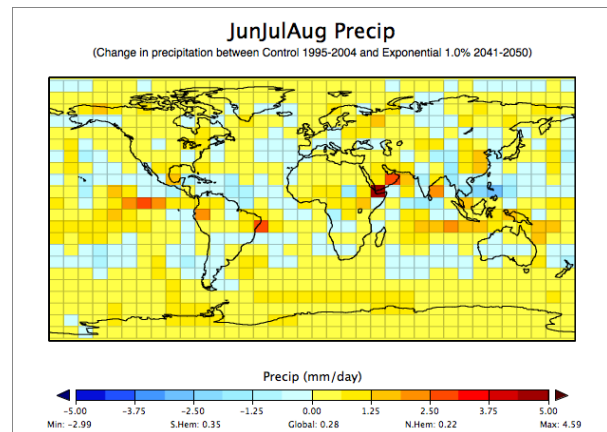 JunJulAug Precip
(Change in precipitation between Control 1995-2004 and Exponential 1.0% 2041-2050)
Precip (mm/day)
-5.00 -3.75 -2.50 -1.25 0.00 1.25 2.50 3.75 5.00
Min: -2.99 S.Hem: 0.35 Global: 0.28 N.Hem: 0.22 Max: 4.59